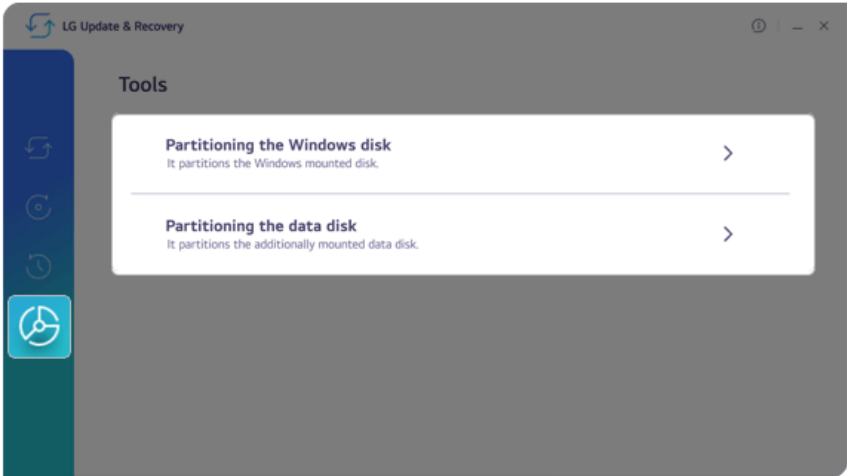 LG Update & Recovery
Tools
Partitioning the Windows disk
It partitions the Windows mounted disk.
Partitioning the data disk
It partitions the additionally mounted data disk.